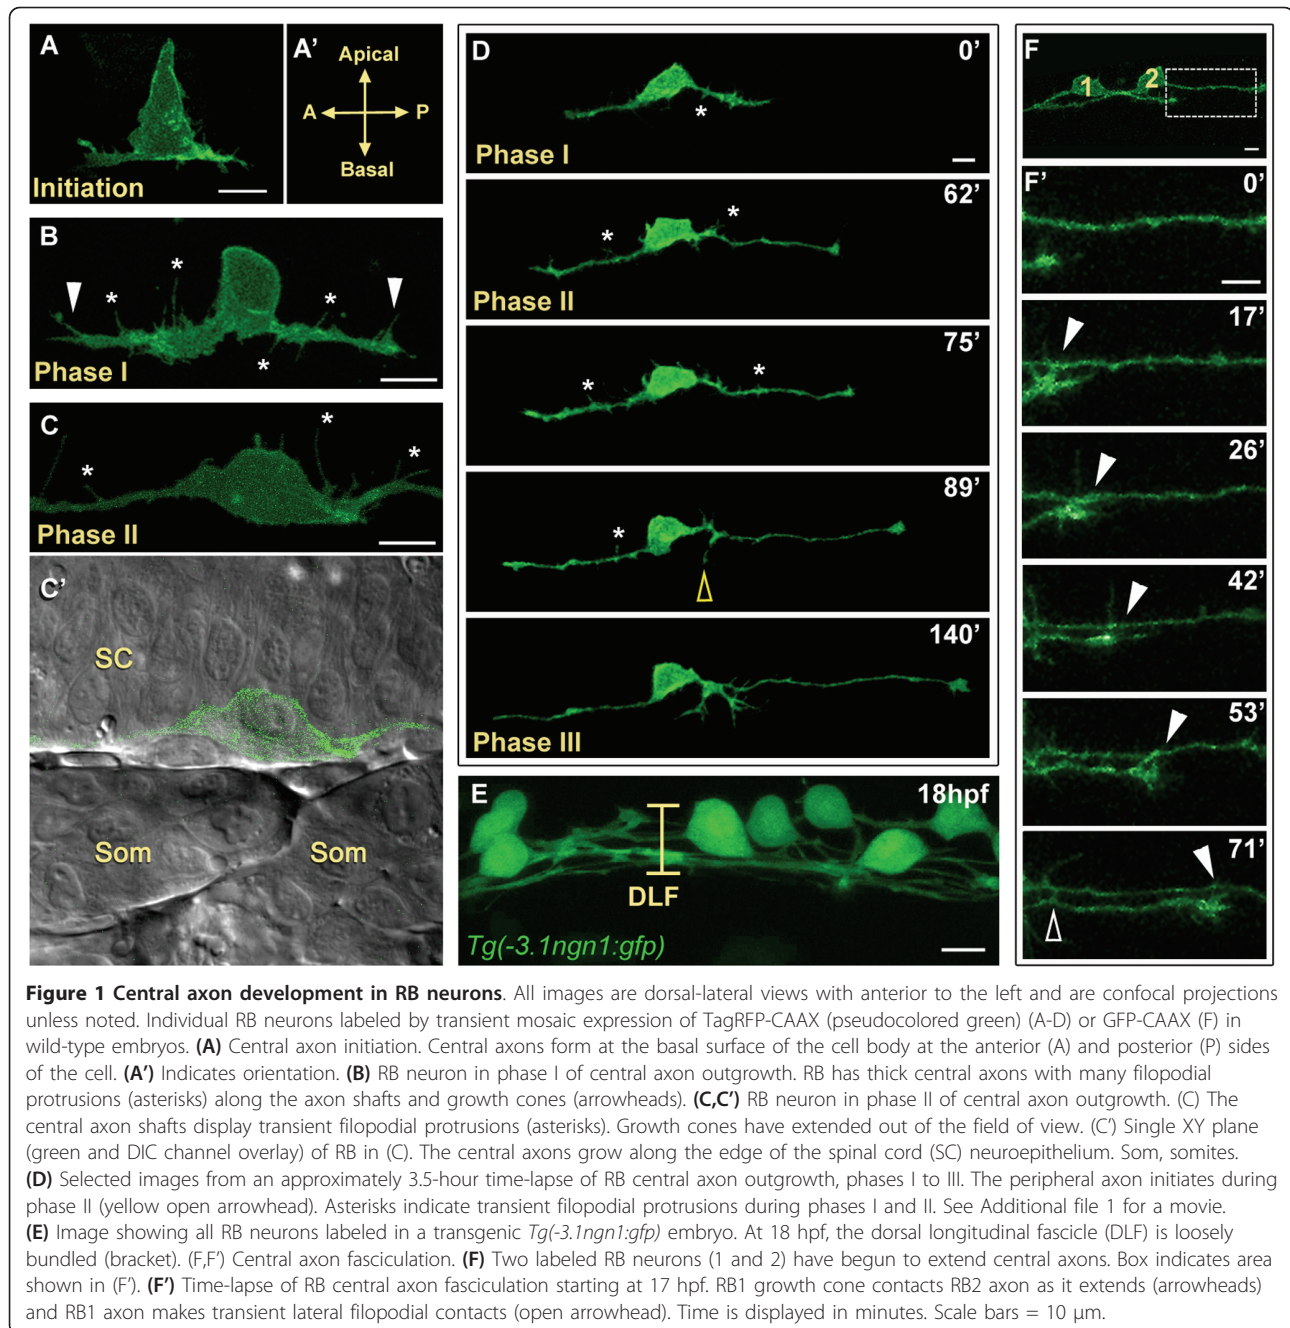 A
Initiation
A'
Apical
A
P
Basal
B
*
*
*
*
Phase I
C
*
*
*
Phase II
C'
SC
Som
Som
D
0'
*
Phase I
62'
*
*
Phase II
75'
*
*
89'
*
140'
Phase III
E
18hpf
DLF
Tg(-3.1ngn1:gfp)
F
1
2
F'
0'
17'
26'
42'
53'
71'
Figure 1 Central axon development in RB neurons. All images are dorsal-lateral views with anterior to the left and are confocal projections
unless noted. Individual RB neurons labeled by transient mosaic expression of TagRFP-CAAX (pseudocolored green) (A-D) or GFP-CAAX (F) in
wild-type embryos. (A) Central axon initiation. Central axons form at the basal surface of the cell body at the anterior (A) and posterior (P) sides
of the cell. (A') Indicates orientation. (B) RB neuron in phase I of central axon outgrowth. RB has thick central axons with many filopodial
protrusions (asterisks) along the axon shafts and growth cones (arrowheads). (C,C') RB neuron in phase II of central axon outgrowth. (C) The
central axon shafts display transient filopodial protrusions (asterisks). Growth cones have extended out of the field of view. (C') Single XY plane
(green and DIC channel overlay) of RB in (C). The central axons grow along the edge of the spinal cord (SC) neuroepithelium. Som, somites.
(D) Selected images from an approximately 3.5-hour time-lapse of RB central axon outgrowth, phases I to III. The peripheral axon initiates during
phase II (yellow open arrowhead). Asterisks indicate transient filopodial protrusions during phases I and II. See Additional file 1 for a movie.
(E) Image showing all RB neurons labeled in a transgenic Tg(-3.1ngn1:gfp) embryo. At 18 hpf, the dorsal longitudinal fascicle (DLF) is loosely
bundled (bracket). (F,F') Central axon fasciculation. (F) Two labeled RB neurons (1 and 2) have begun to extend central axons. Box indicates area
shown in (F'). (F') Time-lapse of RB central axon fasciculation starting at 17 hpf. RB1 growth cone contacts RB2 axon as it extends (arrowheads)
and RB1 axon makes transient lateral filopodial contacts (open arrowhead). Time is displayed in minutes. Scale bars = 10 μm.